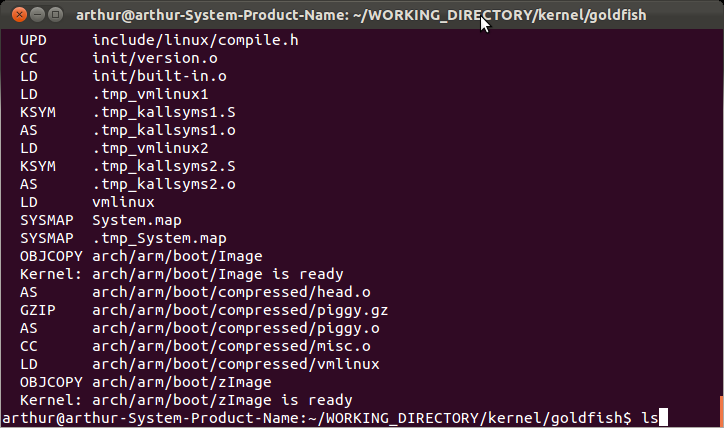 arthur@arthur-System-Product-Name: ~/WORKING_DIRECTORY/kernel/goldfish
UPD     include/linux/compile.h
CC      init/version.o
LD      init/built-in.o
LD      .tmp_vmlinux1
KSYM    .tmp_kallsyms1.S
AS      .tmp_kallsyms1.o
LD      .tmp_vmlinux2
KSYM    .tmp_kallsyms2.S
AS      .tmp_kallsyms2.o
LD      vmlinux
SYSMAP  System.map
SYSMAP  .tmp_System.map
OBJCOPY arch/arm/boot/Image
Kernel: arch/arm/boot/Image is ready
AS      arch/arm/boot/compressed/head.o
GZIP    arch/arm/boot/compressed/piggy.gz
AS      arch/arm/boot/compressed/piggy.o
CC      arch/arm/boot/compressed/misc.o
LD      arch/arm/boot/compressed/vmlinux
OBJCOPY arch/arm/boot/zImage
Kernel: arch/arm/boot/zImage is ready
arthur@arthur-System-Product-Name:~/WORKING_DIRECTORY/kernel/goldfish$ ls